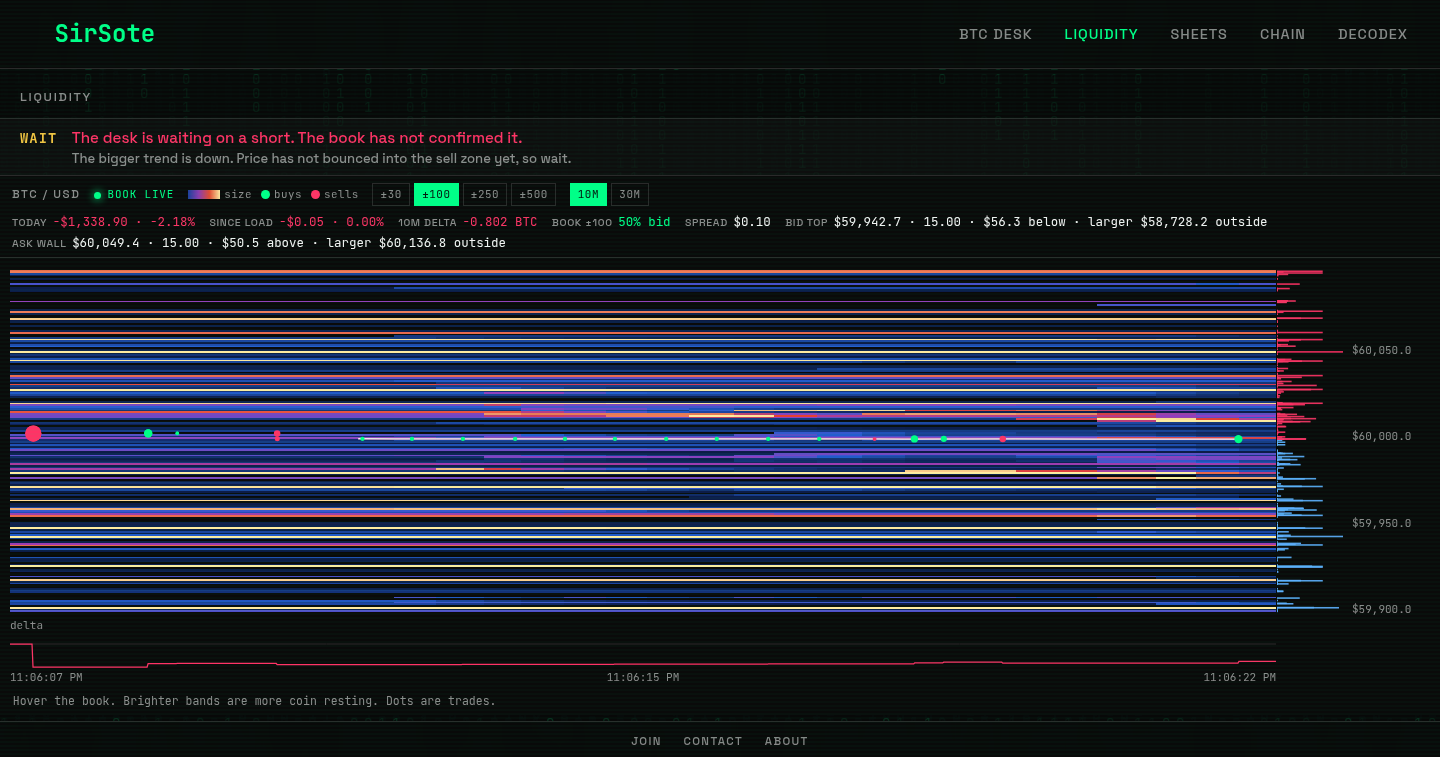 SirSote
BTC DESK LIQUIDITY SHEETS CHAIN DECODEX
LIQUIDITY
WAIT The desk is waiting on a short. The book has not confirmed it.
The bigger trend is down. Price has not bounced into the sell zone yet, so wait.
BTC / USD BOOK LIVE size buys sells ±30 ±100 ±250 ±500 10M 30M
TODAY -$1,338.90 · -2.18% SINCE LOAD -$0.05 · 0.00% 10M DELTA -0.802 BTC BOOK ±100 50% bid SPREAD $0.10 BID TOP $59,942.7 · 15.00 · $56.3 below · larger $58,728.2 outside
ASK WALL $60,049.4 · 15.00 · $50.5 above · larger $60,136.8 outside
$60,050.0
$60,000.0
$59,950.0
$59,900.0
delta
11:06:07 PM 11:06:15 PM 11:06:22 PM
Hover the book. Brighter bands are more coin resting. Dots are trades.
JOIN CONTACT ABOUT